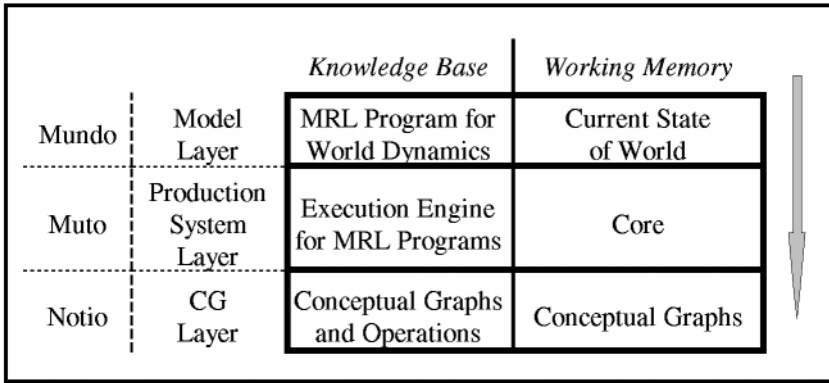 Knowledge Base Working Memory
Mundo
Model
Layer
MRL Program for
World Dynamics
Current State
of World
Muto
Production
System
Layer
Execution Engine
for MRL Programs
Core
Notio
CG
Layer
Conceptual Graphs
and Operations
Conceptual Graphs